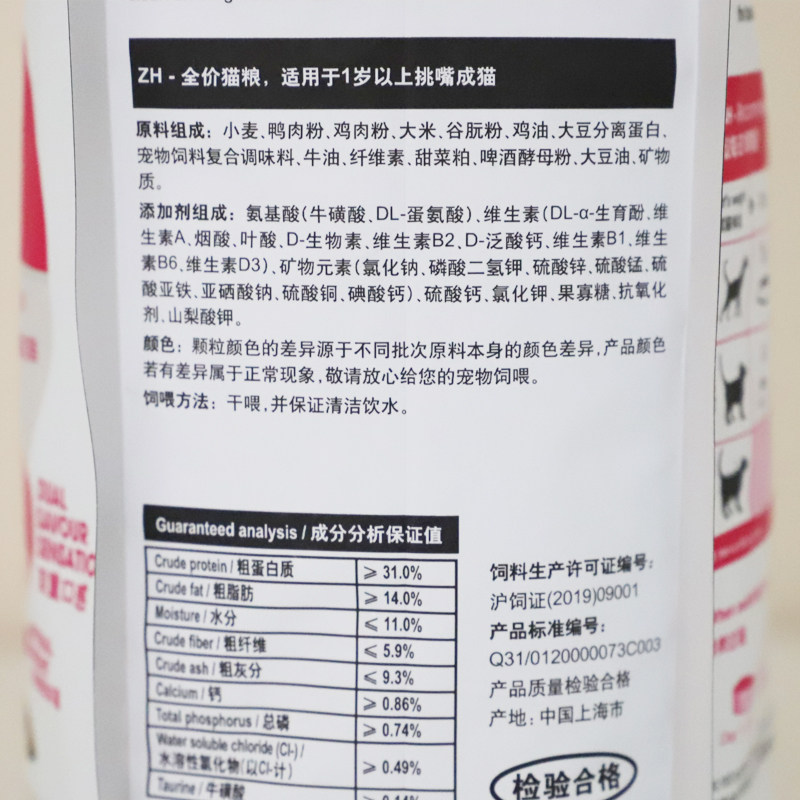 ZH - 全价猫粮，适用于1岁以上挑嘴成猫
原料组成：小麦、鸭肉粉、鸡肉粉、大米、谷朊粉、鸡油、大豆分离蛋白、
宠物饲料复合调味料、牛油、纤维素、甜菜粕、啤酒酵母粉、大豆油、矿物
质。
添加剂组成：氨基酸（牛磺酸、DL-蛋氨酸）、维生素（DL-α-生育酚、维
生素A、烟酸、叶酸、D-生物素、维生素B2、D-泛酸钙、维生素B1、维生
素B6、维生素D3）、矿物元素（氯化钠、磷酸二氢钾、硫酸锌、硫酸锰、硫
酸亚铁、亚硒酸钠、硫酸铜、碘酸钙）、硫酸钙、氯化钾、果寡糖、抗氧化
剂、山梨酸钾。
颜色：颗粒颜色的差异源于不同批次原料本身的颜色差异，产品颜色
若有差异属于正常现象，敬请放心给您的宠物饲喂。
饲喂方法：干喂，并保证清洁饮水。
Guaranteed analysis / 成分分析保证值
Crude protein / 粗蛋白质 ≥ 31.0%
Crude fat / 粗脂肪 ≥ 14.0%
Moisture / 水分 ≤ 11.0%
Crude fiber / 粗纤维 ≤ 5.9%
Crude ash / 粗灰分 ≤ 9.3%
Calcium / 钙 ≥ 0.86%
Total phosphorus / 总磷 ≥ 0.74%
Water soluble chloride (Cl-) /
水溶性氯化物(以Cl-计) ≥ 0.49%
Taurine / 牛磺酸
饲料生产许可证编号：
沪饲证(2019)09001
产品标准编号：
Q31/0120000073C003
产品质量检验合格
产地：中国上海市
检验合格
DUAL
FLAVOUR
SENSATIO
双重口感